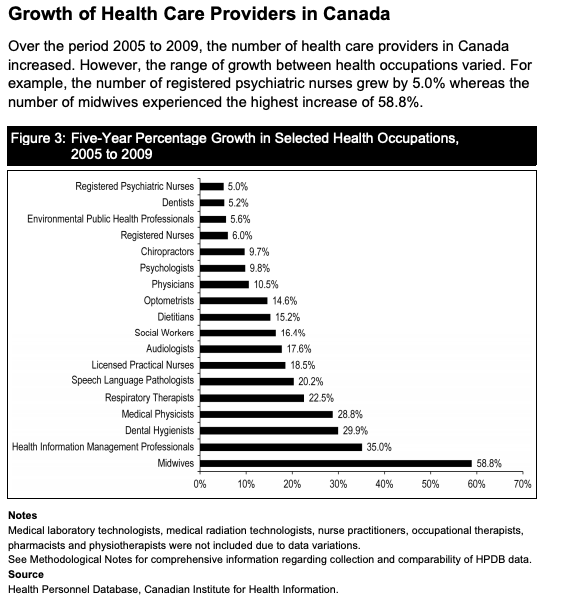 Growth of Health Care Providers in Canada
Over the period 2005 to 2009, the number of health care providers in Canada
increased. However, the range of growth between health occupations varied. For
example, the number of registered psychiatric nurses grew by 5.0% whereas the
number of midwives experienced the highest increase of 58.8%.
Figure 3: Five-Year Percentage Growth in Selected Health Occupations,
2005 to 2009
Registered Psychiatric Nurses 5.0%
Dentists 5.2%
Environmental Public Health Professionals 5.6%
Registered Nurses 6.0%
Chiropractors 9.7%
Psychologists 9.8%
Physicians 10.5%
Optometrists 14.6%
Dietitians 15.2%
Social Workers 16.4%
Audiologists 17.6%
Licensed Practical Nurses 18.5%
Speech Language Pathologists 20.2%
Respiratory Therapists 22.5%
Medical Physicists 28.8%
Dental Hygienists 29.9%
Health Information Management Professionals 35.0%
Midwives 58.8%
0% 10% 20% 30% 40% 50% 60% 70%
Notes
Medical laboratory technologists, medical radiation technologists, nurse practitioners, occupational therapists,
pharmacists and physiotherapists were not included due to data variations.
See Methodological Notes for comprehensive information regarding collection and comparability of HPDB data.
Source
Health Personnel Database, Canadian Institute for Health Information.